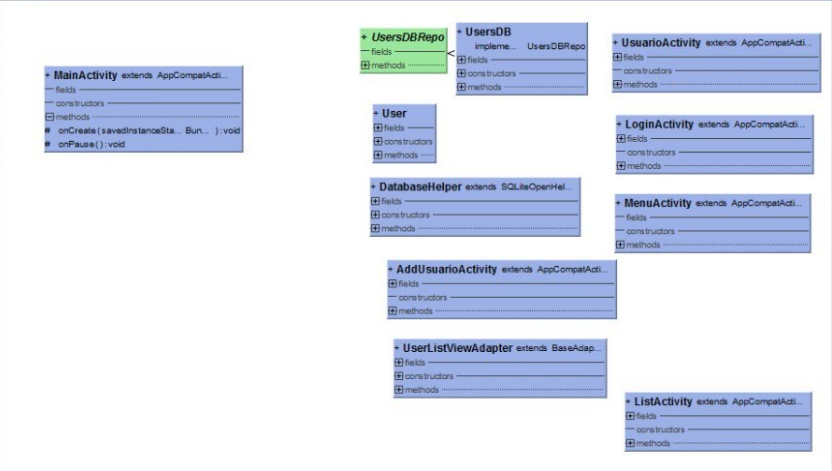 + MainActivity extends AppCompatActi...
fields
constructors
methods
# onCreate(savedInstanceSta... Bun... ):void
# onPause():void
+ UsersDBRepo
fields
methods
+ UsersDB
impleme... UsersDBRepo
fields
constructors
methods
+ User
fields
constructors
methods
+ DatabaseHelper extends SQLiteOpenHel...
fields
constructors
methods
+ AddUsuarioActivity extends AppCompatActi...
fields
constructors
methods
+ UserListViewAdapter extends BaseAdap...
fields
constructors
methods
+ UsuarioActivity extends AppCompatActi...
fields
constructors
methods
+ LoginActivity extends AppCompatActi...
fields
constructors
methods
+ MenuActivity extends AppCompatActi...
fields
constructors
methods
+ ListActivity extends AppCompatActi...
fields
constructors
methods